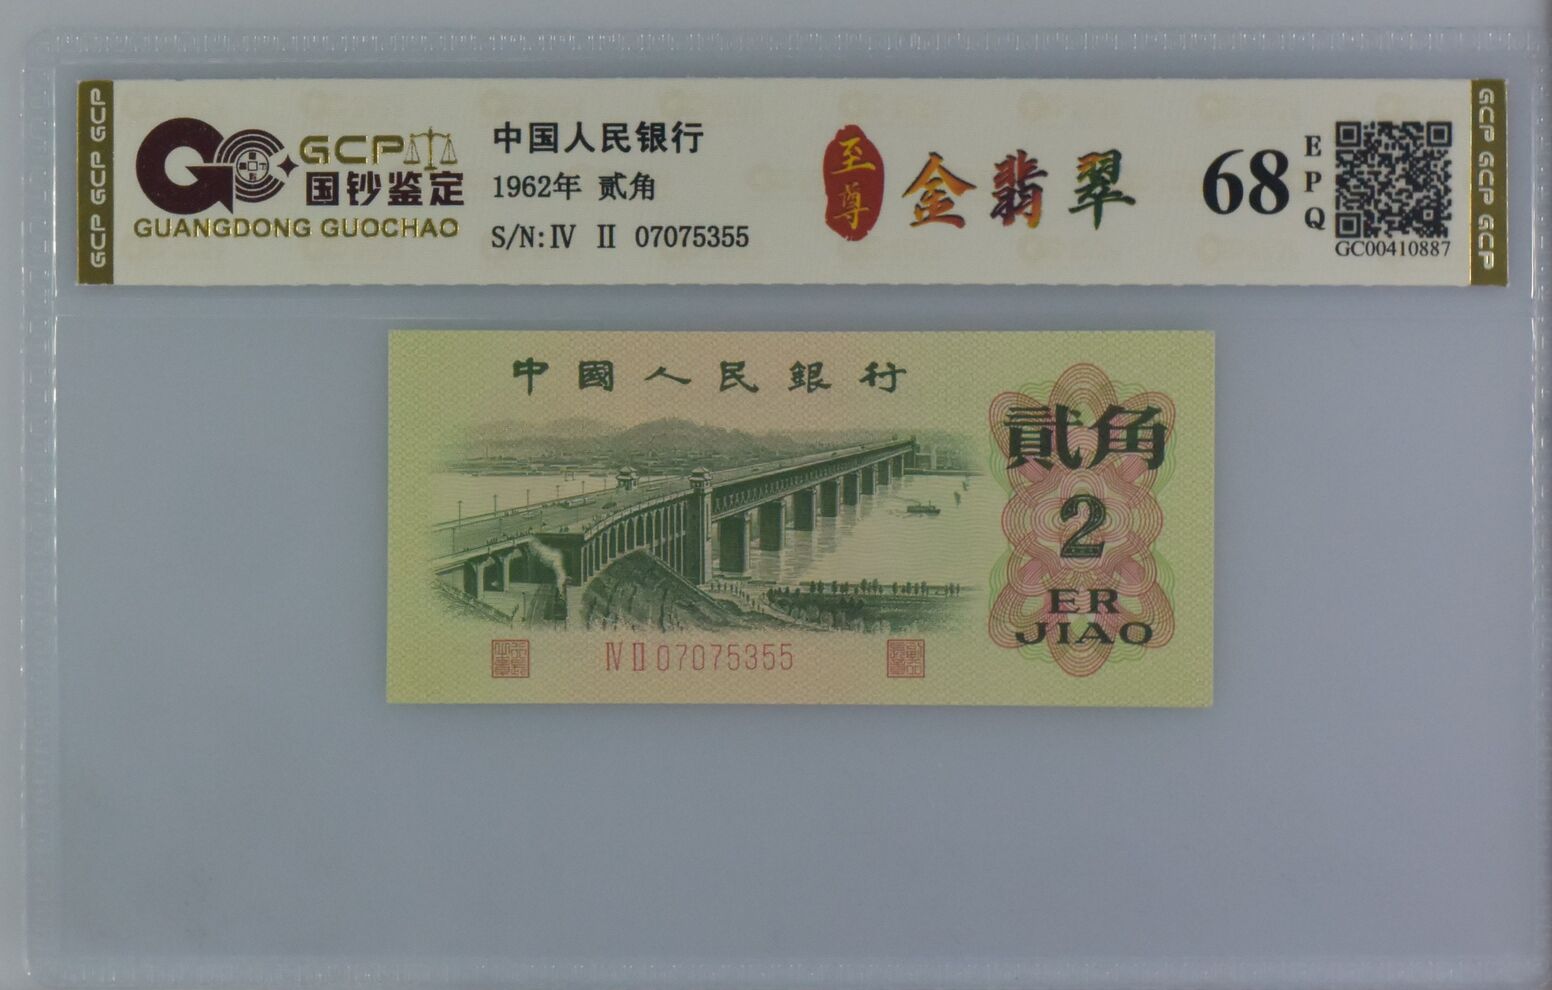 GCP
国钞鉴定
GUANGDONG GUOCHAO
中国人民银行
1962年 贰角
S/N:Ⅳ Ⅱ 07075355
至尊
金翡翠
68
EPQ
GC00410887
GCP GCP GCP
GCP GCP GCP
中國人民銀行
貳角
2
ER
JIAO
Ⅳ Ⅱ 07075355